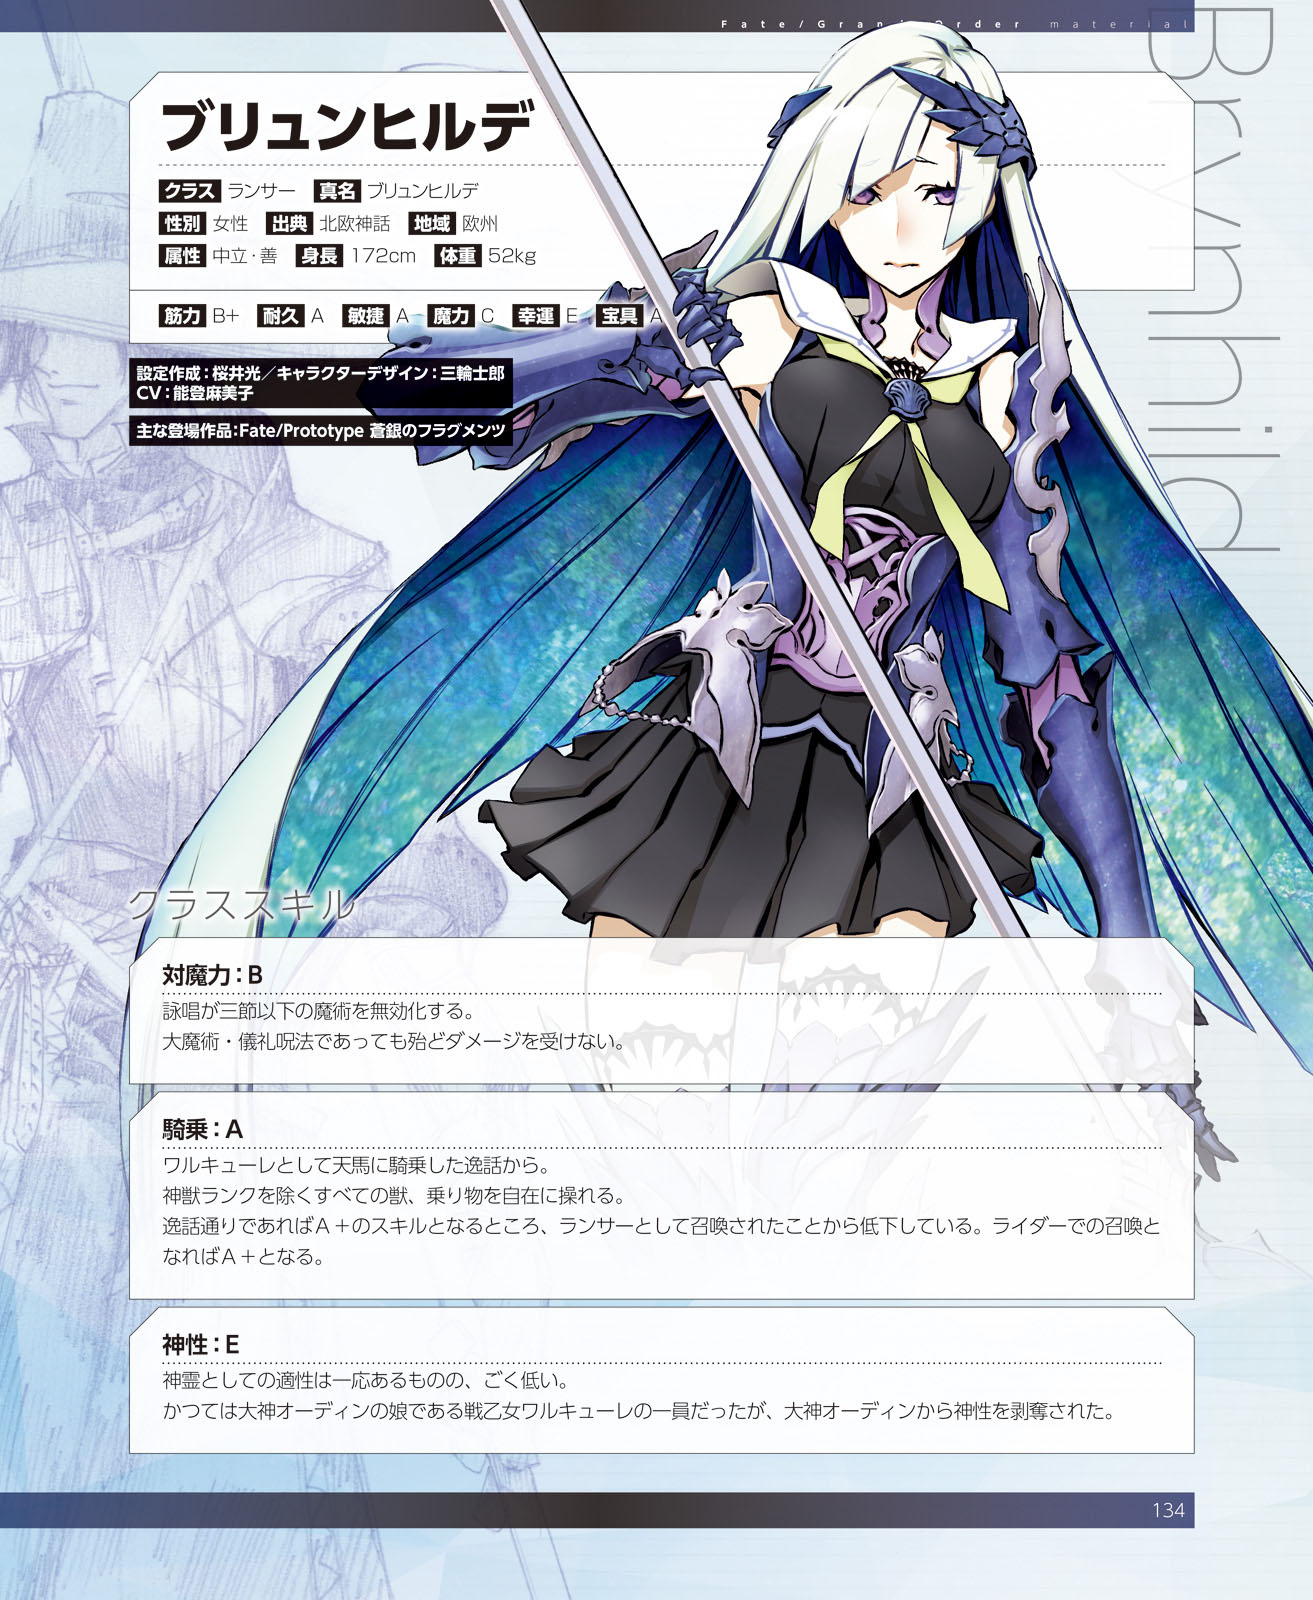 Fate/Grand Order material
Brynhild
ブリュンヒルデ
クラス ランサー 真名 ブリュンヒルデ
性別 女性 出典 北欧神話 地域 欧州
属性 中立・善 身長 172cm 体重 52kg
筋力 B+ 耐久 A 敏捷 A 魔力 C 幸運 E 宝具 A
設定作成：桜井光／キャラクターデザイン：三輪士郎
CV：能登麻美子
主な登場作品：Fate/Prototype 蒼銀のフラグメンツ
クラススキル
対魔力：B
詠唱が三節以下の魔術を無効化する。
大魔術・儀礼呪法であっても殆どダメージを受けない。
騎乗：A
ワルキューレとして天馬に騎乗した逸話から。
神獣ランクを除くすべての獣、乗り物を自在に操れる。
逸話通りであればA＋のスキルとなるところ、ランサーとして召喚されたことから低下している。ライダーでの召喚と
なればA＋となる。
神性：E
神霊としての適性は一応あるものの、ごく低い。
かつては大神オーディンの娘である戦乙女ワルキューレの一員だったが、大神オーディンから神性を剥奪された。
134